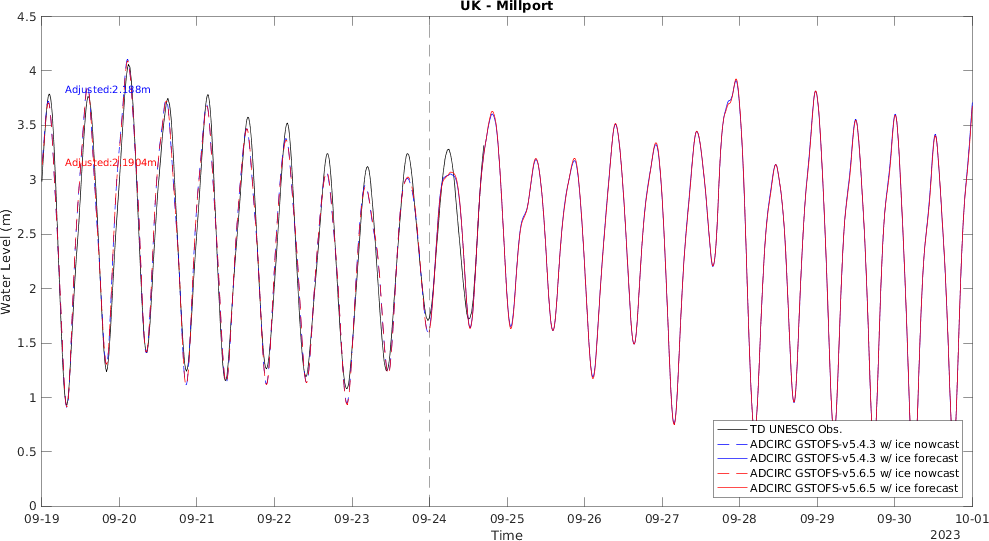 UK - Millport
4.5
4
3.5
3
2.5
2
1.5
1
0.5
0
Water Level (m)
Adjusted:2.188m
Adjusted:2.1904m
TD UNESCO Obs.
ADCIRC GSTOFS-v5.4.3 w/ ice nowcast
ADCIRC GSTOFS-v5.4.3 w/ ice forecast
ADCIRC GSTOFS-v5.6.5 w/ ice nowcast
ADCIRC GSTOFS-v5.6.5 w/ ice forecast
09-19 09-20 09-21 09-22 09-23 09-24 09-25 09-26 09-27 09-28 09-29 09-30 10-01
Time
2023